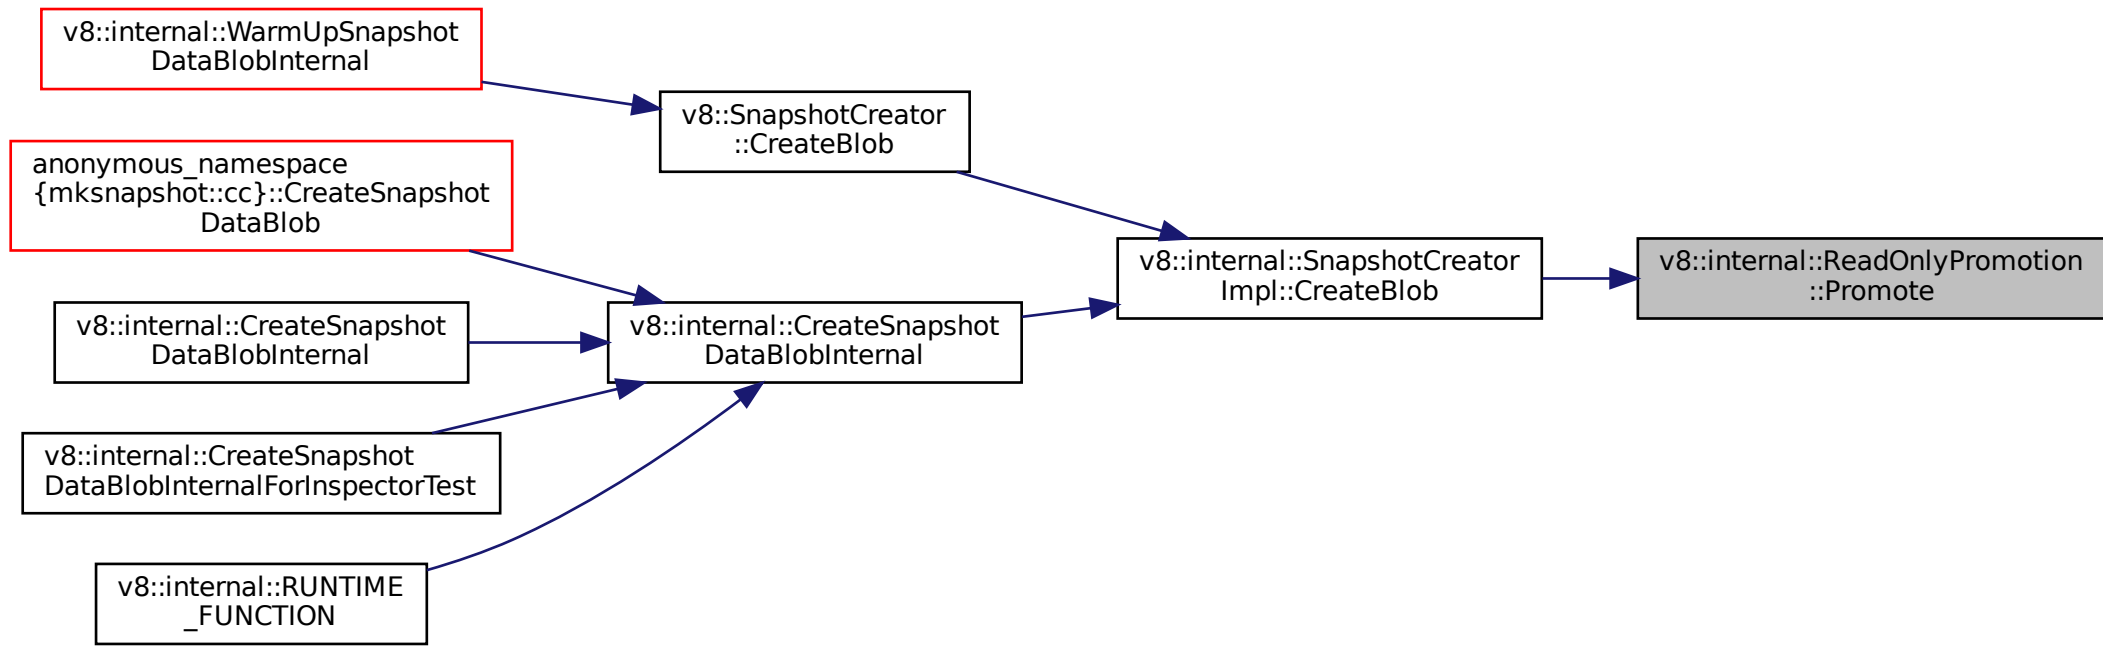 v8::internal::WarmUpSnapshot
DataBlobInternal
v8::SnapshotCreator
::CreateBlob
anonymous_namespace
{mksnapshot::cc}::CreateSnapshot
DataBlob
v8::internal::SnapshotCreator
Impl::CreateBlob
v8::internal::ReadOnlyPromotion
::Promote
v8::internal::CreateSnapshot
DataBlobInternal
v8::internal::CreateSnapshot
DataBlobInternal
v8::internal::CreateSnapshot
DataBlobInternalForInspectorTest
v8::internal::RUNTIME
_FUNCTION